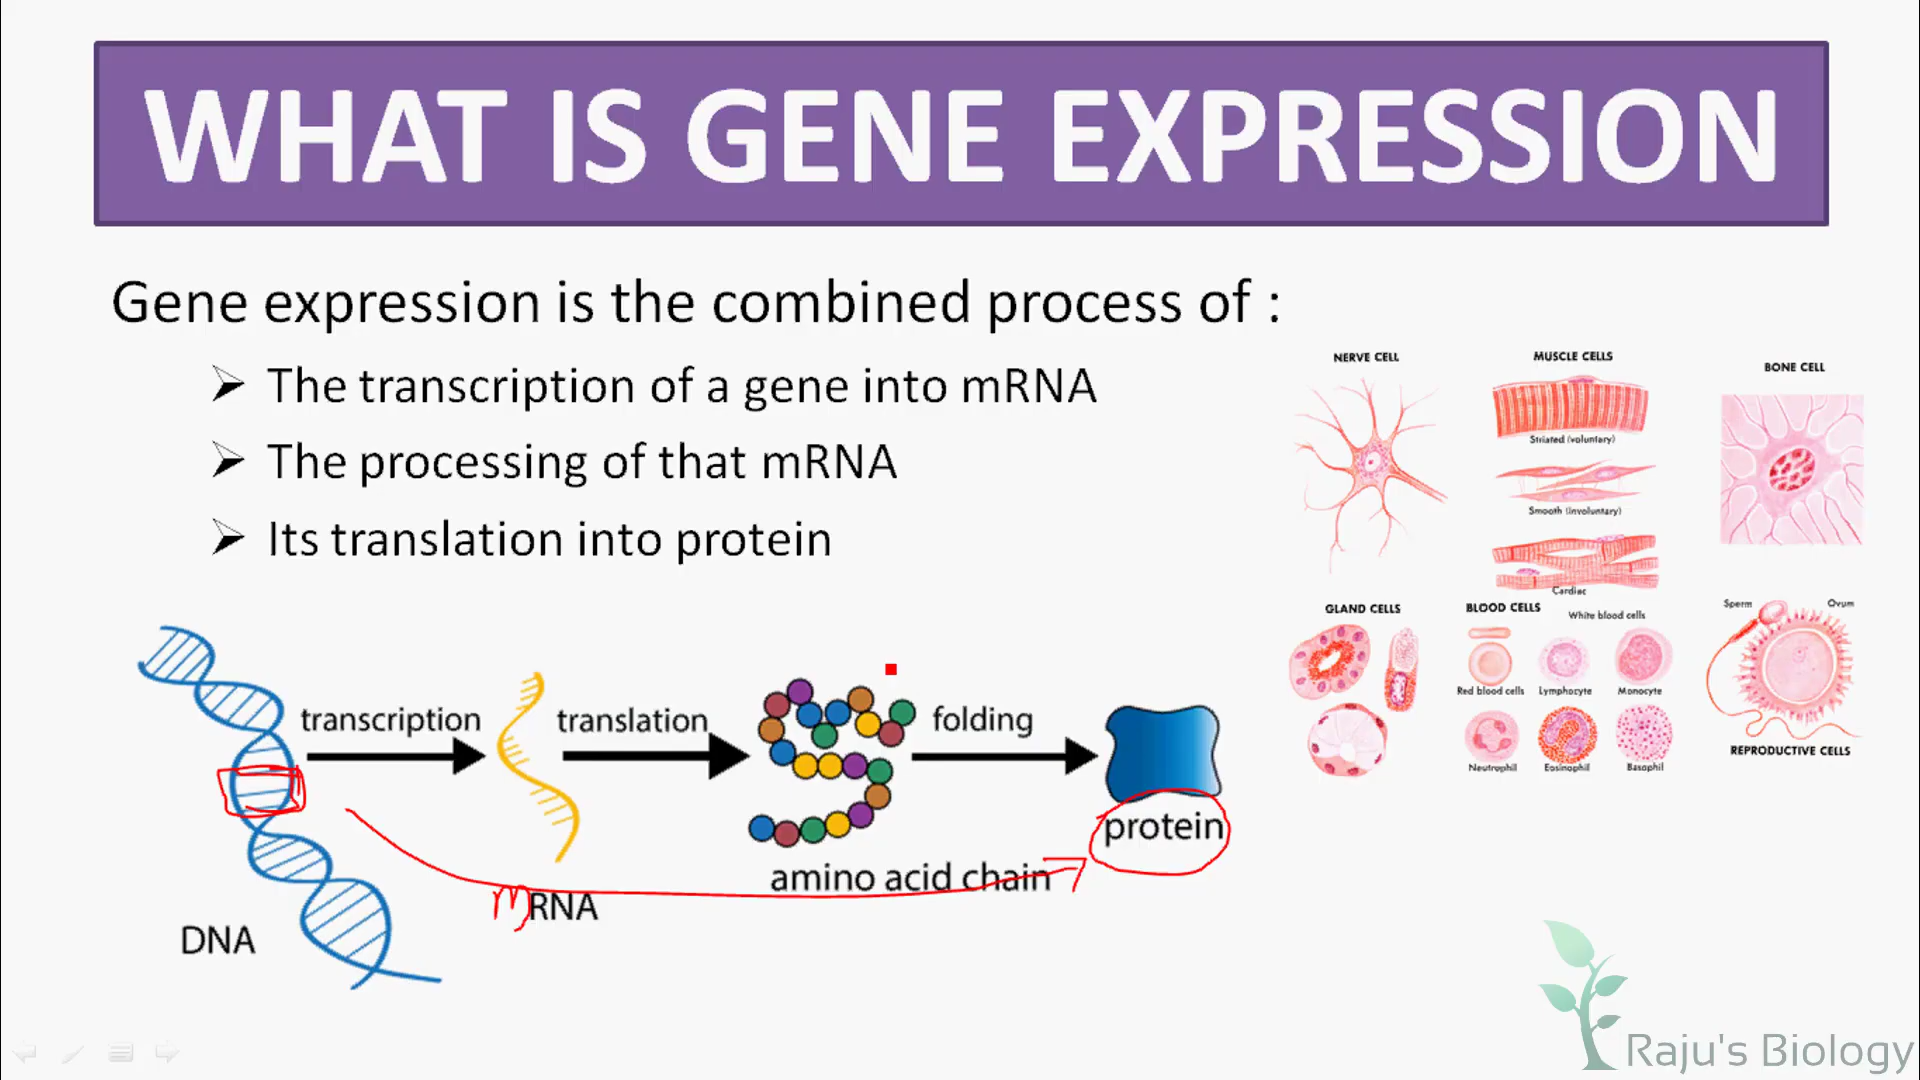 WHAT IS GENE EXPRESSION
Gene expression is the combined process of :
The transcription of a gene into mRNA
The processing of that mRNA
Its translation into protein
NERVE CELL
MUSCLE CELLS
BONE CELL
Striated (voluntary)
Smooth (involuntary)
Cardiac
GLAND CELLS
BLOOD CELLS
White blood cells
Sperm
Ovum
Red blood cells
Lymphocyte
Monocyte
Neutrophil
Eosinophil
Basophil
REPRODUCTIVE CELLS
transcription
translation
folding
protein
amino acid chain
mRNA
DNA
Raju's Biology